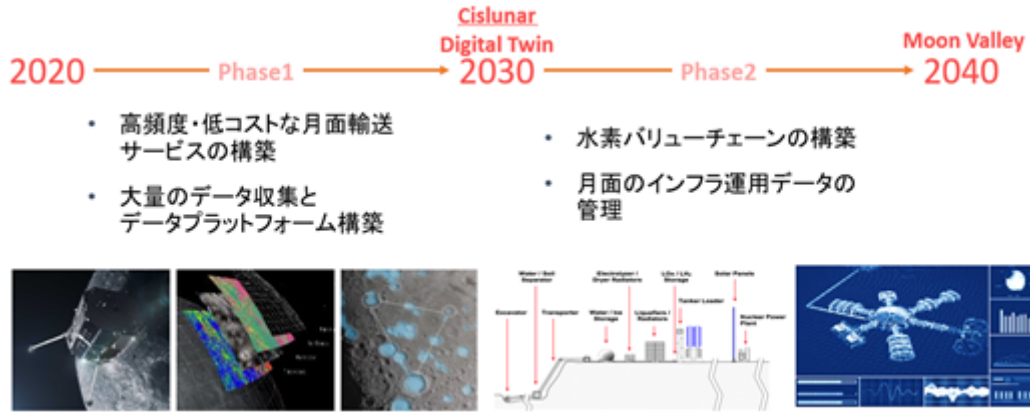 Cislunar
Digital Twin
Moon Valley
2020
Phase1
2030
Phase2
2040
• 高頻度・低コストな月面輸送
サービスの構築
• 大量のデータ収集と
データプラットフォーム構築
• 水素バリューチェーンの構築
• 月面のインフラ運用データの
管理
Water / Soil
Separator
Electrolyzer /
Dryer Radiators
LO₂ / LH₂
Storage
Solar Panels
Tanker Loader
Excavator
Transporter
Water / Ice
Storage
Liquefiers /
Radiators
Nuclear Power
Plant